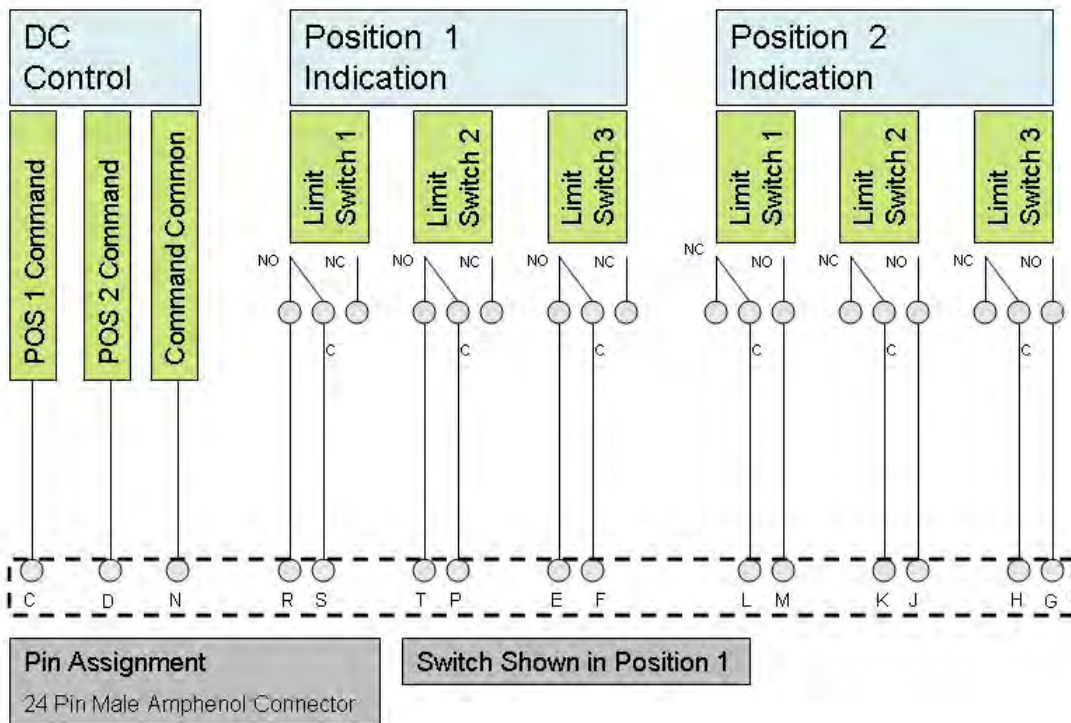 DC
Control
Position 1
Indication
Position 2
Indication
POS 1 Command
POS 2 Command
Command Common
Limit
Switch 1
Limit
Switch 2
Limit
Switch 3
Limit
Switch 1
Limit
Switch 2
Limit
Switch 3
NO NC NO NC NO NC NC NO NC NO NC NO
C C C C C C
C D N R S T P E F L M K J H G
Pin Assignment
24 Pin Male Amphenol Connector
Switch Shown in Position 1